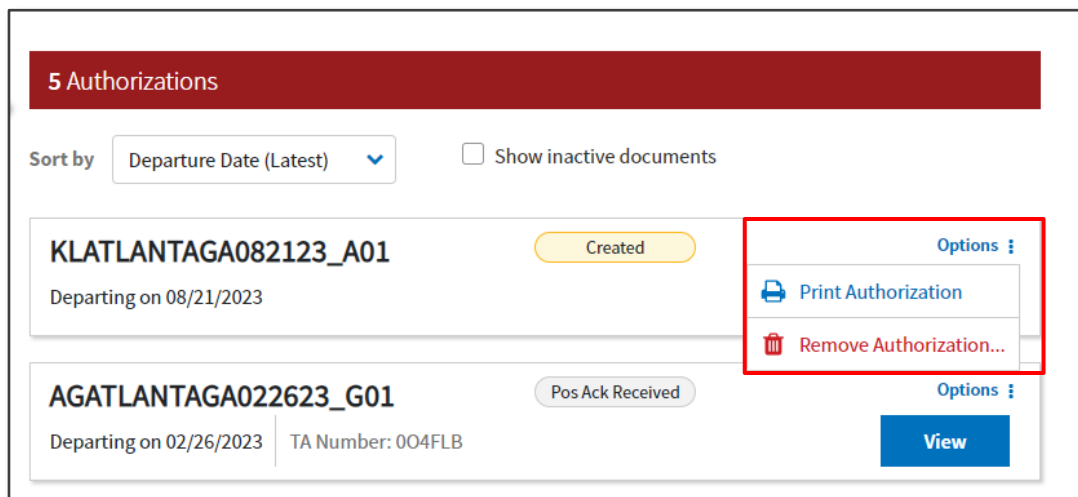 5 Authorizations
Sort by Departure Date (Latest) Show inactive documents
KLATLANTAGA082123_A01 Created Options
Departing on 08/21/2023 Print Authorization
Remove Authorization...
AGATLANTAGA022623_G01 Pos Ack Received Options
Departing on 02/26/2023 TA Number: 0O4FLB View